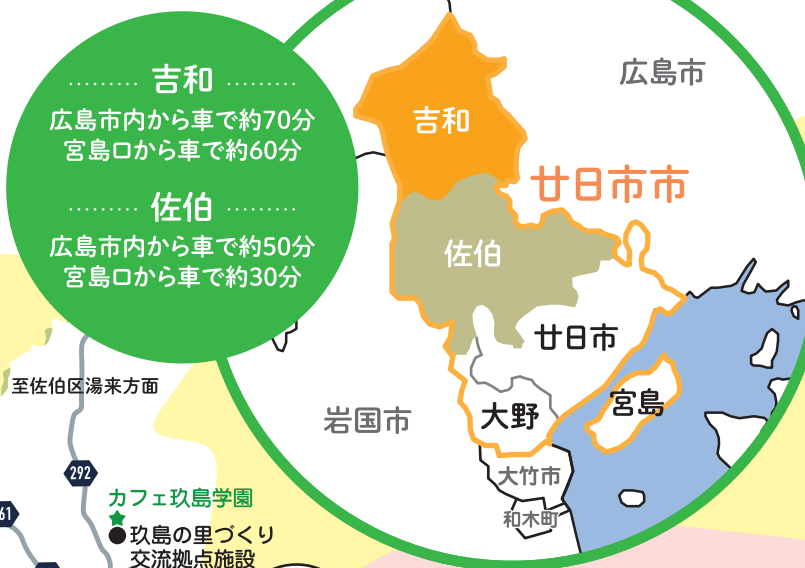 吉和
広島市内から車で約70分
宮島口から車で約60分
佐伯
広島市内から車で約50分
宮島口から車で約30分
広島市
吉和
廿日市市
佐伯
廿日市
宮島
大野
岩国市
大竹市
和木町
至佐伯区湯来方面
292
カフェ玖島学園
61
玖島の里づくり
交流拠点施設